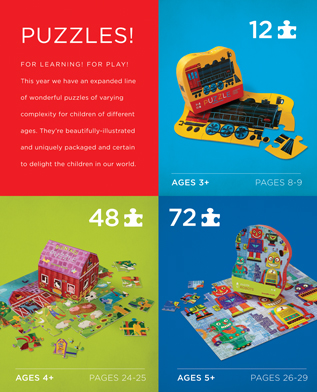 PUZZLES!
FOR LEARNING! FOR PLAY!
This year we have an expanded line
of wonderful puzzles of varying
complexity for children of different
ages. They're beautifully-illustrated
and uniquely packaged and certain
to delight the children in our world.
12
AGES 3+ PAGES 8-9
48
AGES 4+ PAGES 24-25
72
AGES 5+ PAGES 26-29